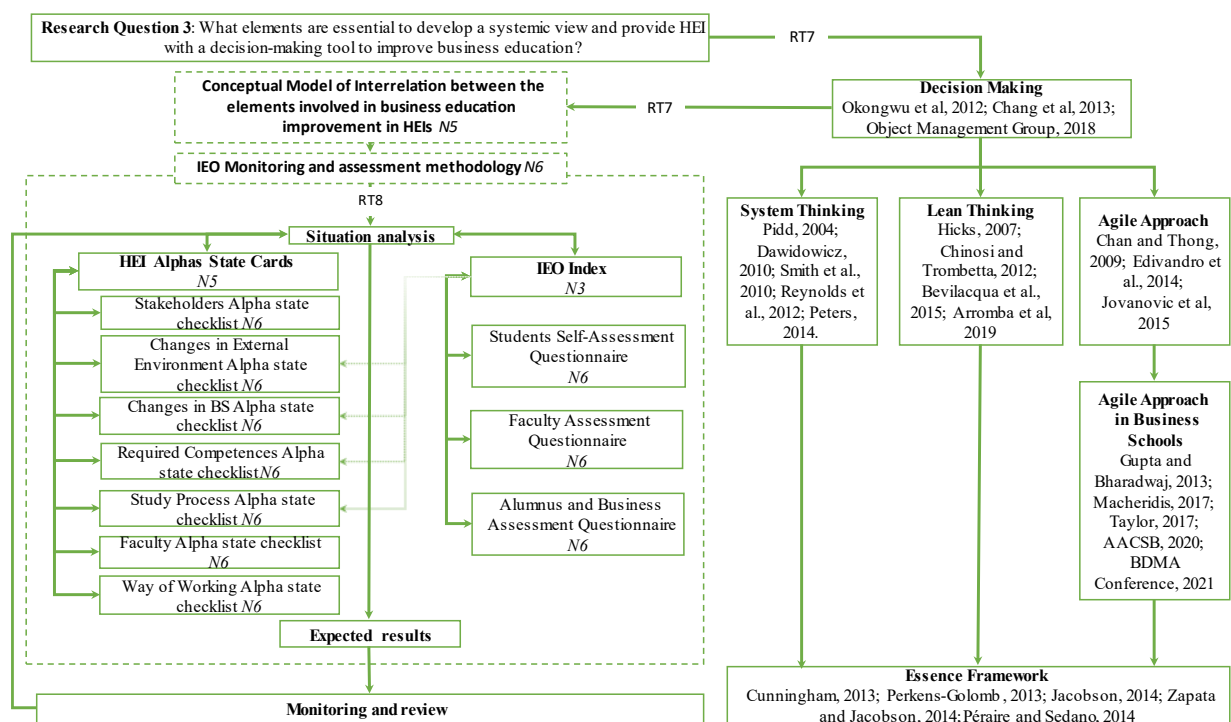 Research Question 3: What elements are essential to develop a systemic view and provide HEI
with a decision-making tool to improve business education?
RT7
Decision Making
Okongwu et al, 2012; Chang et al, 2013;
Object Management Group, 2018
RT7
Conceptual Model of Interrelation between the
elements involved in business education
improvement in HEIs N5
IEO Monitoring and assessment methodology N6
RT8
Situation analysis
HEI Alphas State Cards
N5
Stakeholders Alpha state
checklist N6
Changes in External
Environment Alpha state
checklist N6
Changes in BS Alpha state
checklist N6
Required Competences Alpha
state checklist N6
Study Process Alpha state
checklist N6
Faculty Alpha state checklist
N6
Way of Working Alpha state
checklist N6
IEO Index
N3
Students Self-Assessment
Questionnaire
N6
Faculty Assessment
Questionnaire
N6
Alumnus and Business
Assessment Questionnaire
N6
Expected results
Monitoring and review
System Thinking
Pidd, 2004;
Dawidowicz,
2010; Smith et al.,
2010; Reynolds et
al., 2012; Peters,
2014.
Lean Thinking
Hicks, 2007;
Chinosi and
Trombetta, 2012;
Bevilacqua et al.,
2015; Arromba et al,
2019
Agile Approach
Chan and Thong,
2009; Edivandro et
al., 2014;
Jovanovic et al,
2015
Agile Approach
in Business
Schools
Gupta and
Bharadwaj, 2013;
Macheridis, 2017;
Taylor, 2017;
AACSB, 2020;
BDMA
Conference, 2021
Essence Framework
Cunningham, 2013; Perkens-Golomb, 2013; Jacobson, 2014; Zapata
and Jacobson, 2014; Péraire and Sedano, 2014